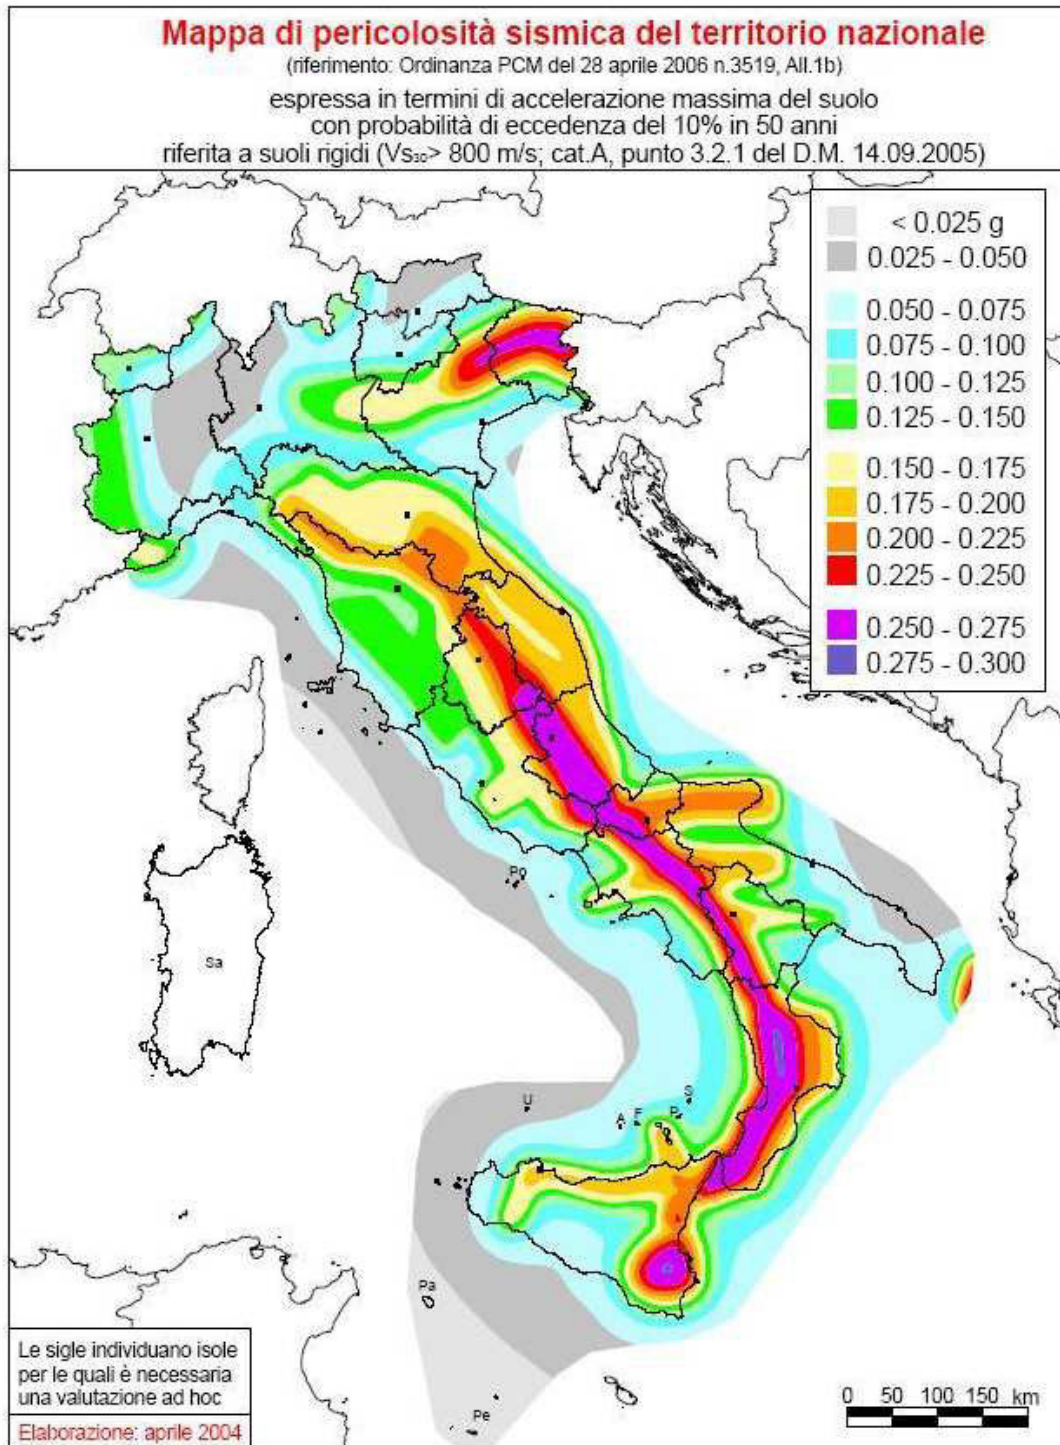 Mappa di pericolosità sismica del territorio nazionale
(riferimento: Ordinanza PCM del 28 aprile 2006 n.3519, All.1b)
espressa in termini di accelerazione massima del suolo
con probabilità di eccedenza del 10% in 50 anni
riferita a suoli rigidi (Vs₃₀> 800 m/s; cat.A, punto 3.2.1 del D.M. 14.09.2005)
< 0.025 g
0.025 - 0.050
0.050 - 0.075
0.075 - 0.100
0.100 - 0.125
0.125 - 0.150
0.150 - 0.175
0.175 - 0.200
0.200 - 0.225
0.225 - 0.250
0.250 - 0.275
0.275 - 0.300
Po
Sa
U
A
F
P
S
Pa
Pe
Le sigle individuano isole
per le quali è necessaria
una valutazione ad hoc
Elaborazione: aprile 2004
0 50 100 150 km